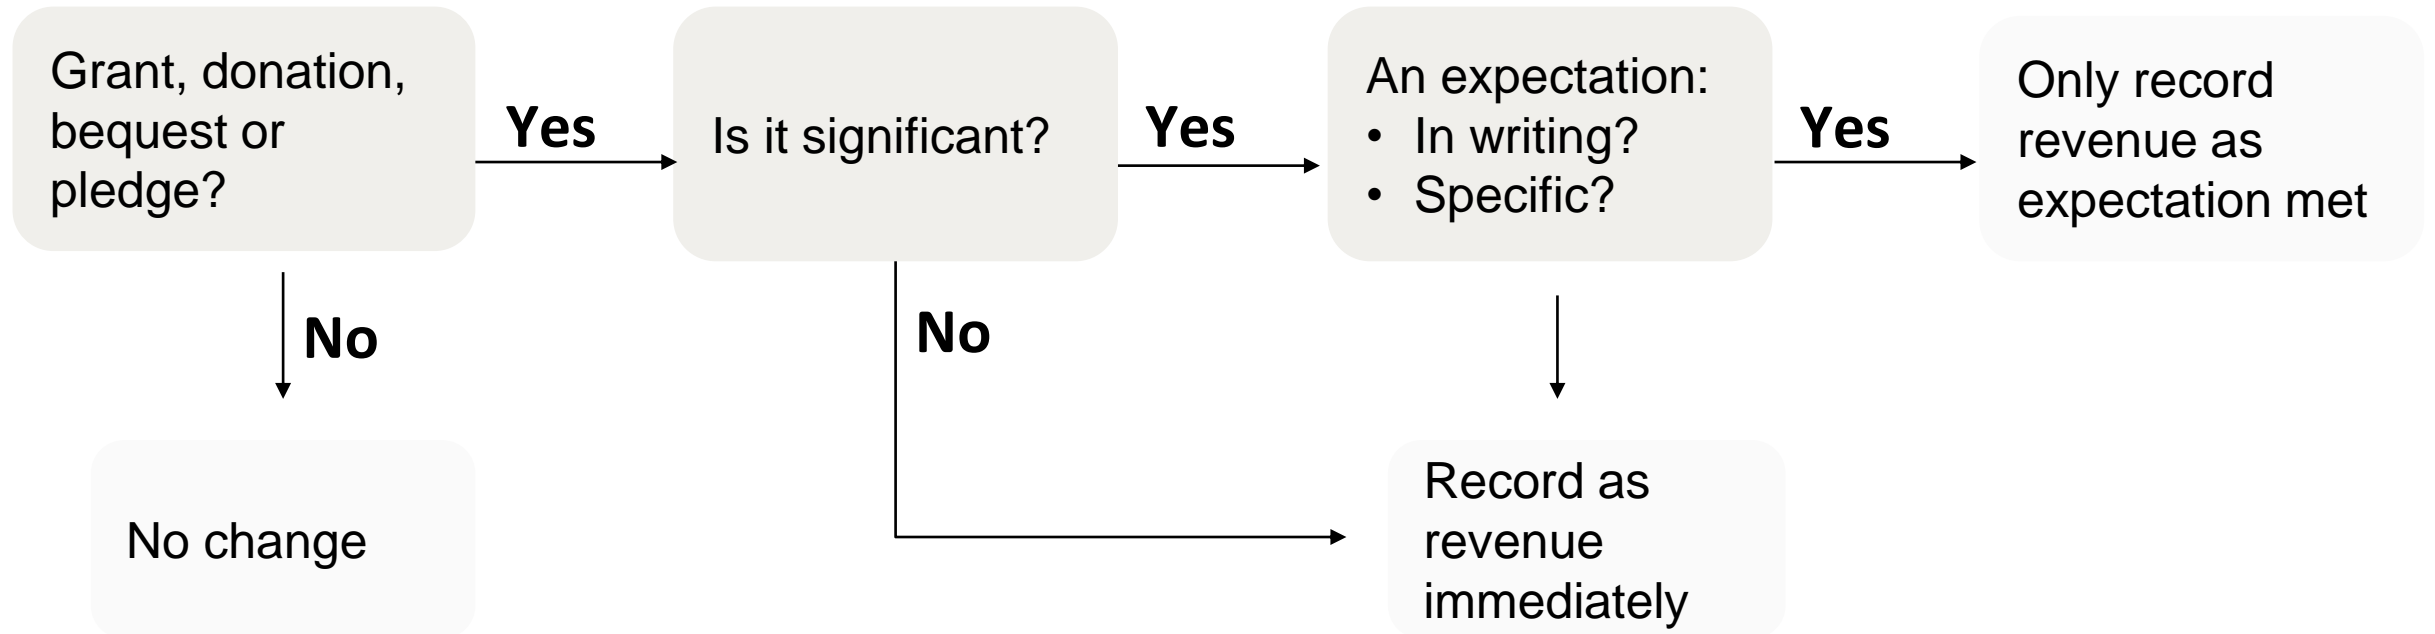 Grant, donation,
bequest or
pledge?
Yes
Is it significant?
Yes
An expectation:
• In writing?
• Specific?
Yes
Only record
revenue as
expectation met
No
No
No change
Record as
revenue
immediately